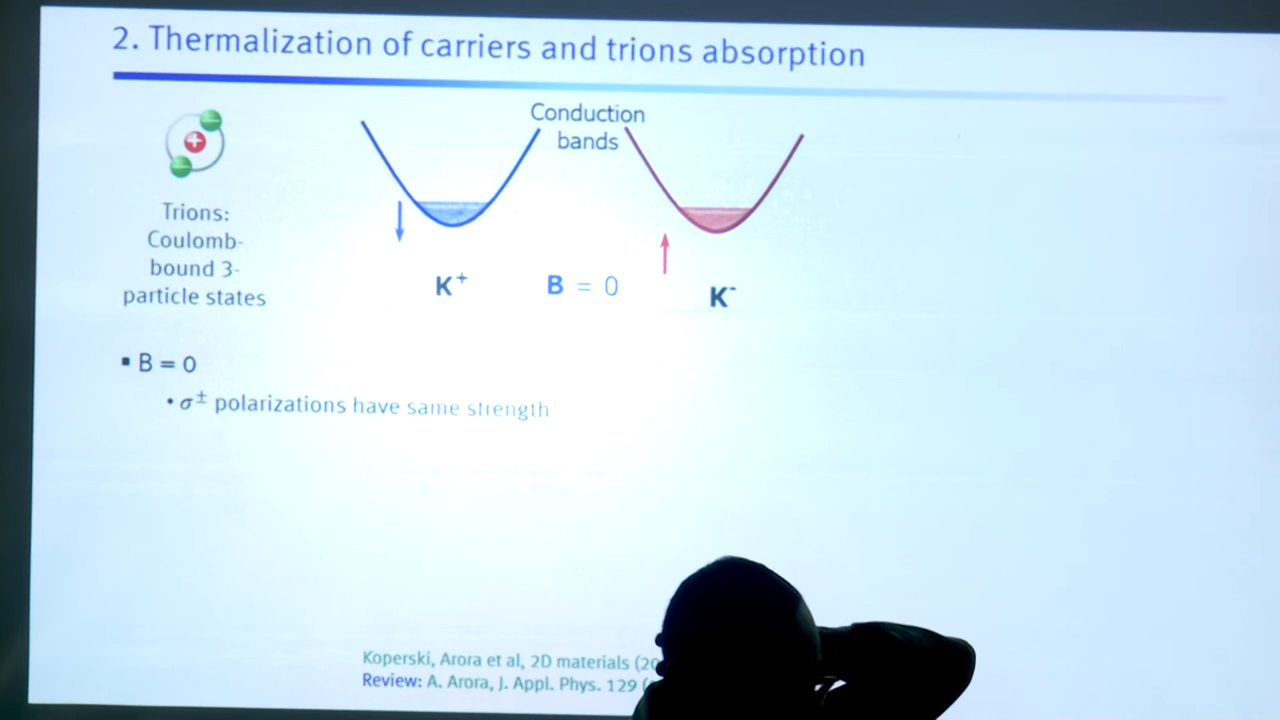 2. Thermalization of carriers and trions absorption
Conduction
bands
Trions:
Coulomb-
bound 3-
particle states
K⁺
B = 0
K⁻
▪ B = 0
• σ± polarizations have same strength
Koperski, Arora et al, 2D materials (20
Review: A. Arora, J. Appl. Phys. 129 (